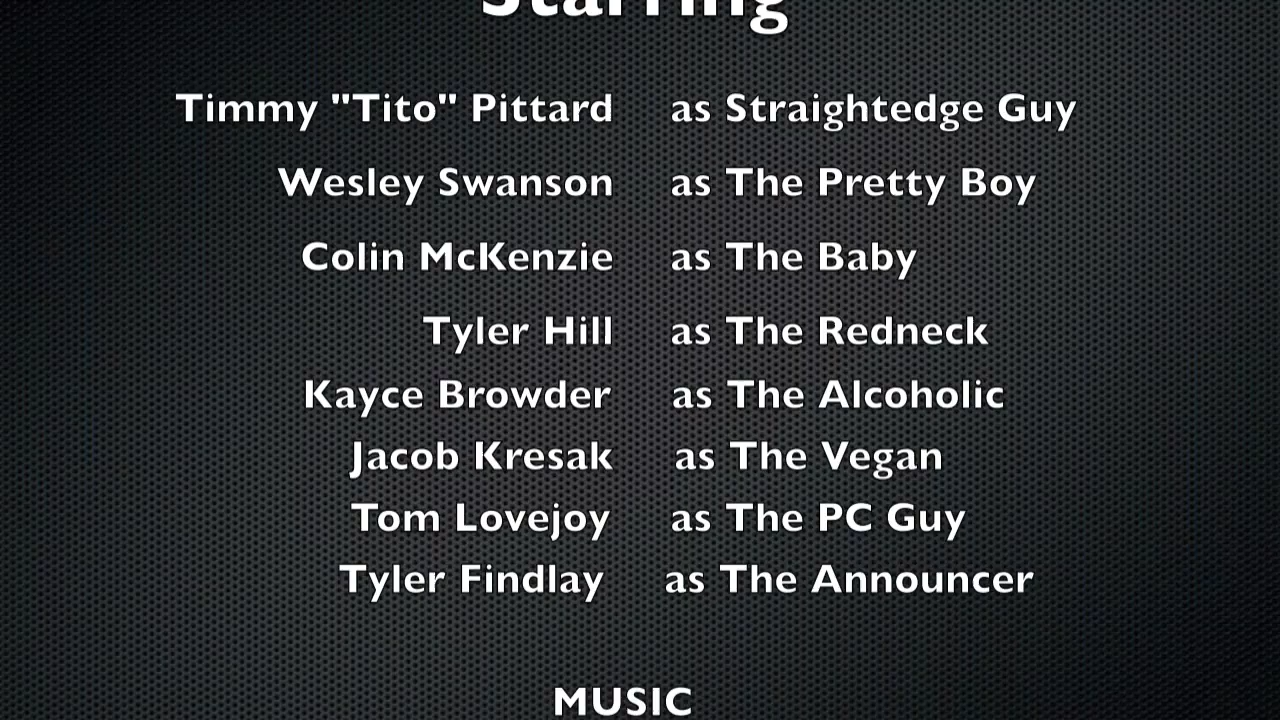 Starring
Timmy "Tito" Pittard as Straightedge Guy
Wesley Swanson as The Pretty Boy
Colin McKenzie as The Baby
Tyler Hill as The Redneck
Kayce Browder as The Alcoholic
Jacob Kresak as The Vegan
Tom Lovejoy as The PC Guy
Tyler Findlay as The Announcer
MUSIC